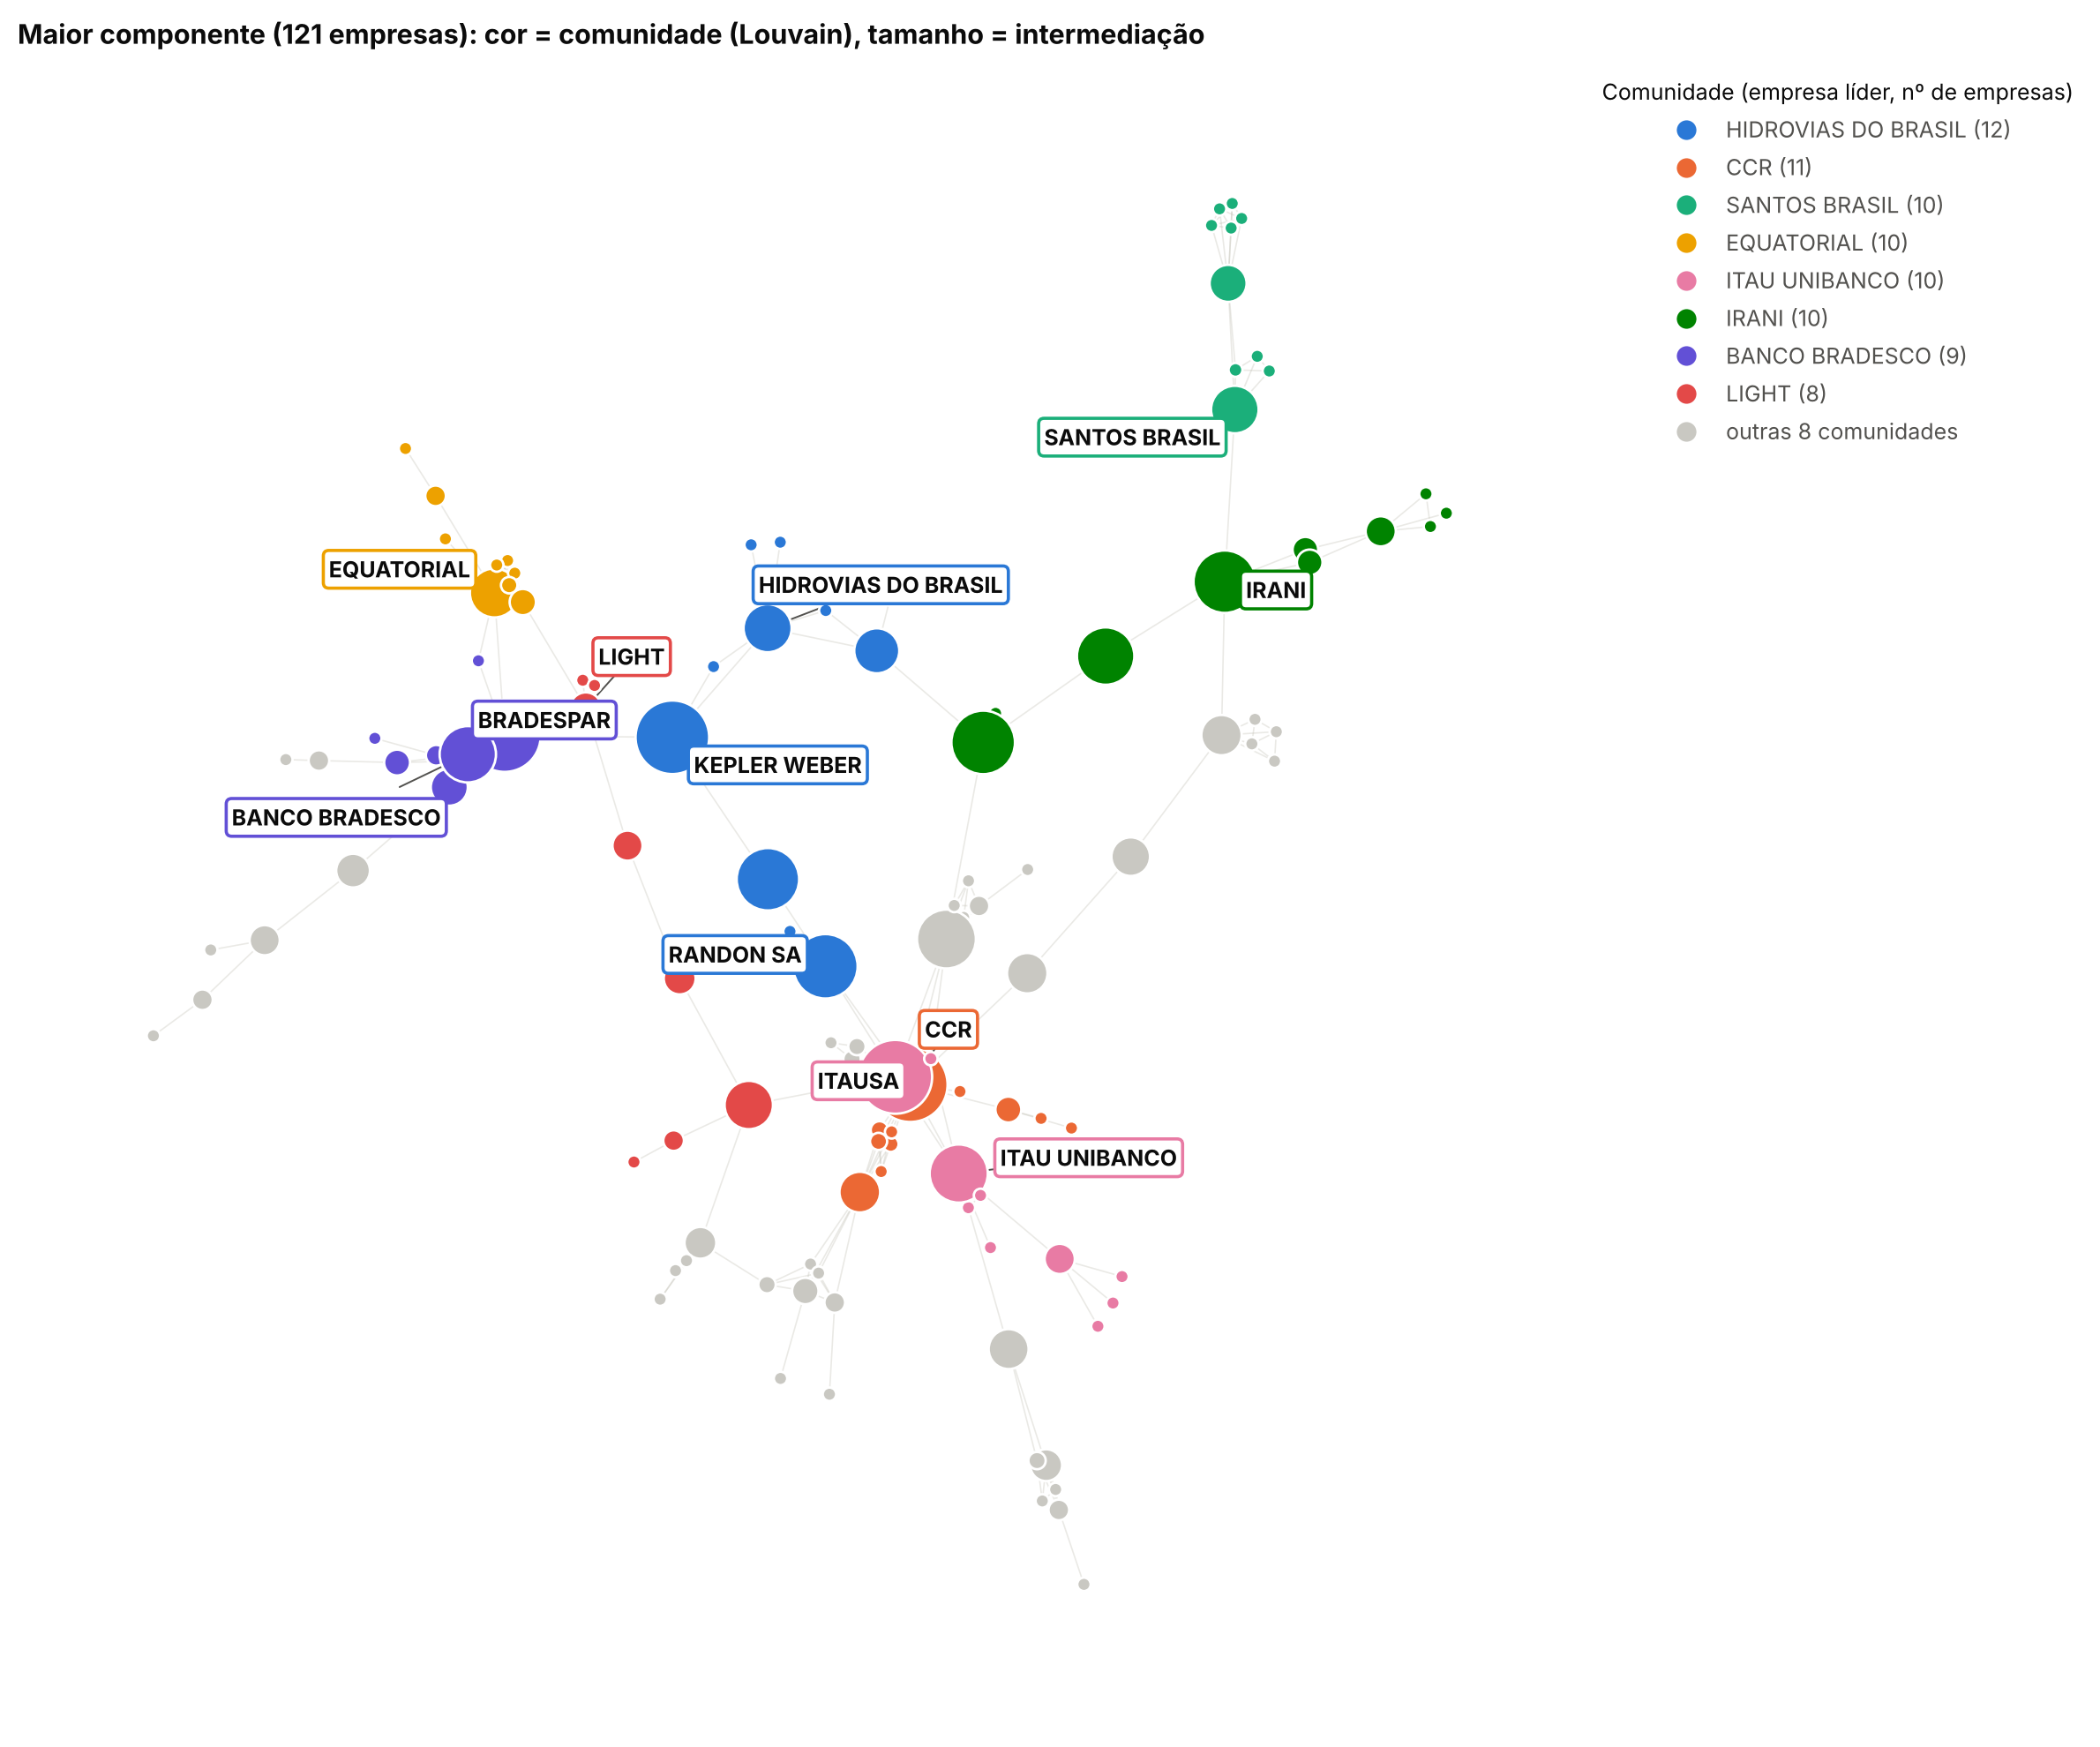 Maior componente (121 empresas): cor = comunidade (Louvain), tamanho = intermediação
Comunidade (empresa líder, nº de empresas)
HIDROVIAS DO BRASIL (12)
CCR (11)
SANTOS BRASIL (10)
EQUATORIAL (10)
ITAU UNIBANCO (10)
IRANI (10)
BANCO BRADESCO (9)
LIGHT (8)
outras 8 comunidades
SANTOS BRASIL
EQUATORIAL
HIDROVIAS DO BRASIL
IRANI
LIGHT
BRADESPAR
KEPLER WEBER
BANCO BRADESCO
RANDON SA
CCR
ITAUSA
ITAU UNIBANCO